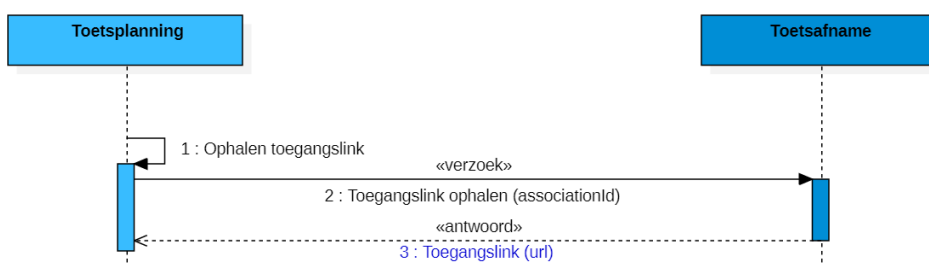 Toetsplanning
Toetsafname
1 : Ophalen toegangslink
«verzoek»
2 : Toegangslink ophalen (associationId)
«antwoord»
3 : Toegangslink (url)